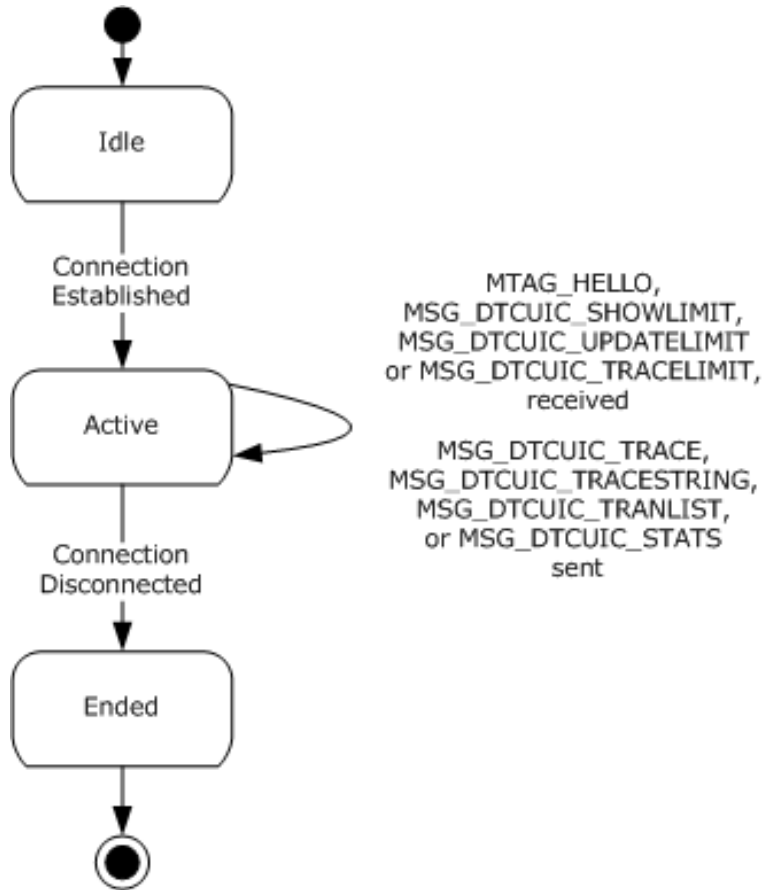 Idle
Connection
Established
MTAG_HELLO,
MSG_DTCUIC_SHOWLIMIT,
MSG_DTCUIC_UPDATELIMIT
or MSG_DTCUIC_TRACELIMIT,
received
Active
MSG_DTCUIC_TRACE,
MSG_DTCUIC_TRACESTRING,
MSG_DTCUIC_TRANLIST,
or MSG_DTCUIC_STATS
sent
Connection
Disconnected
Ended